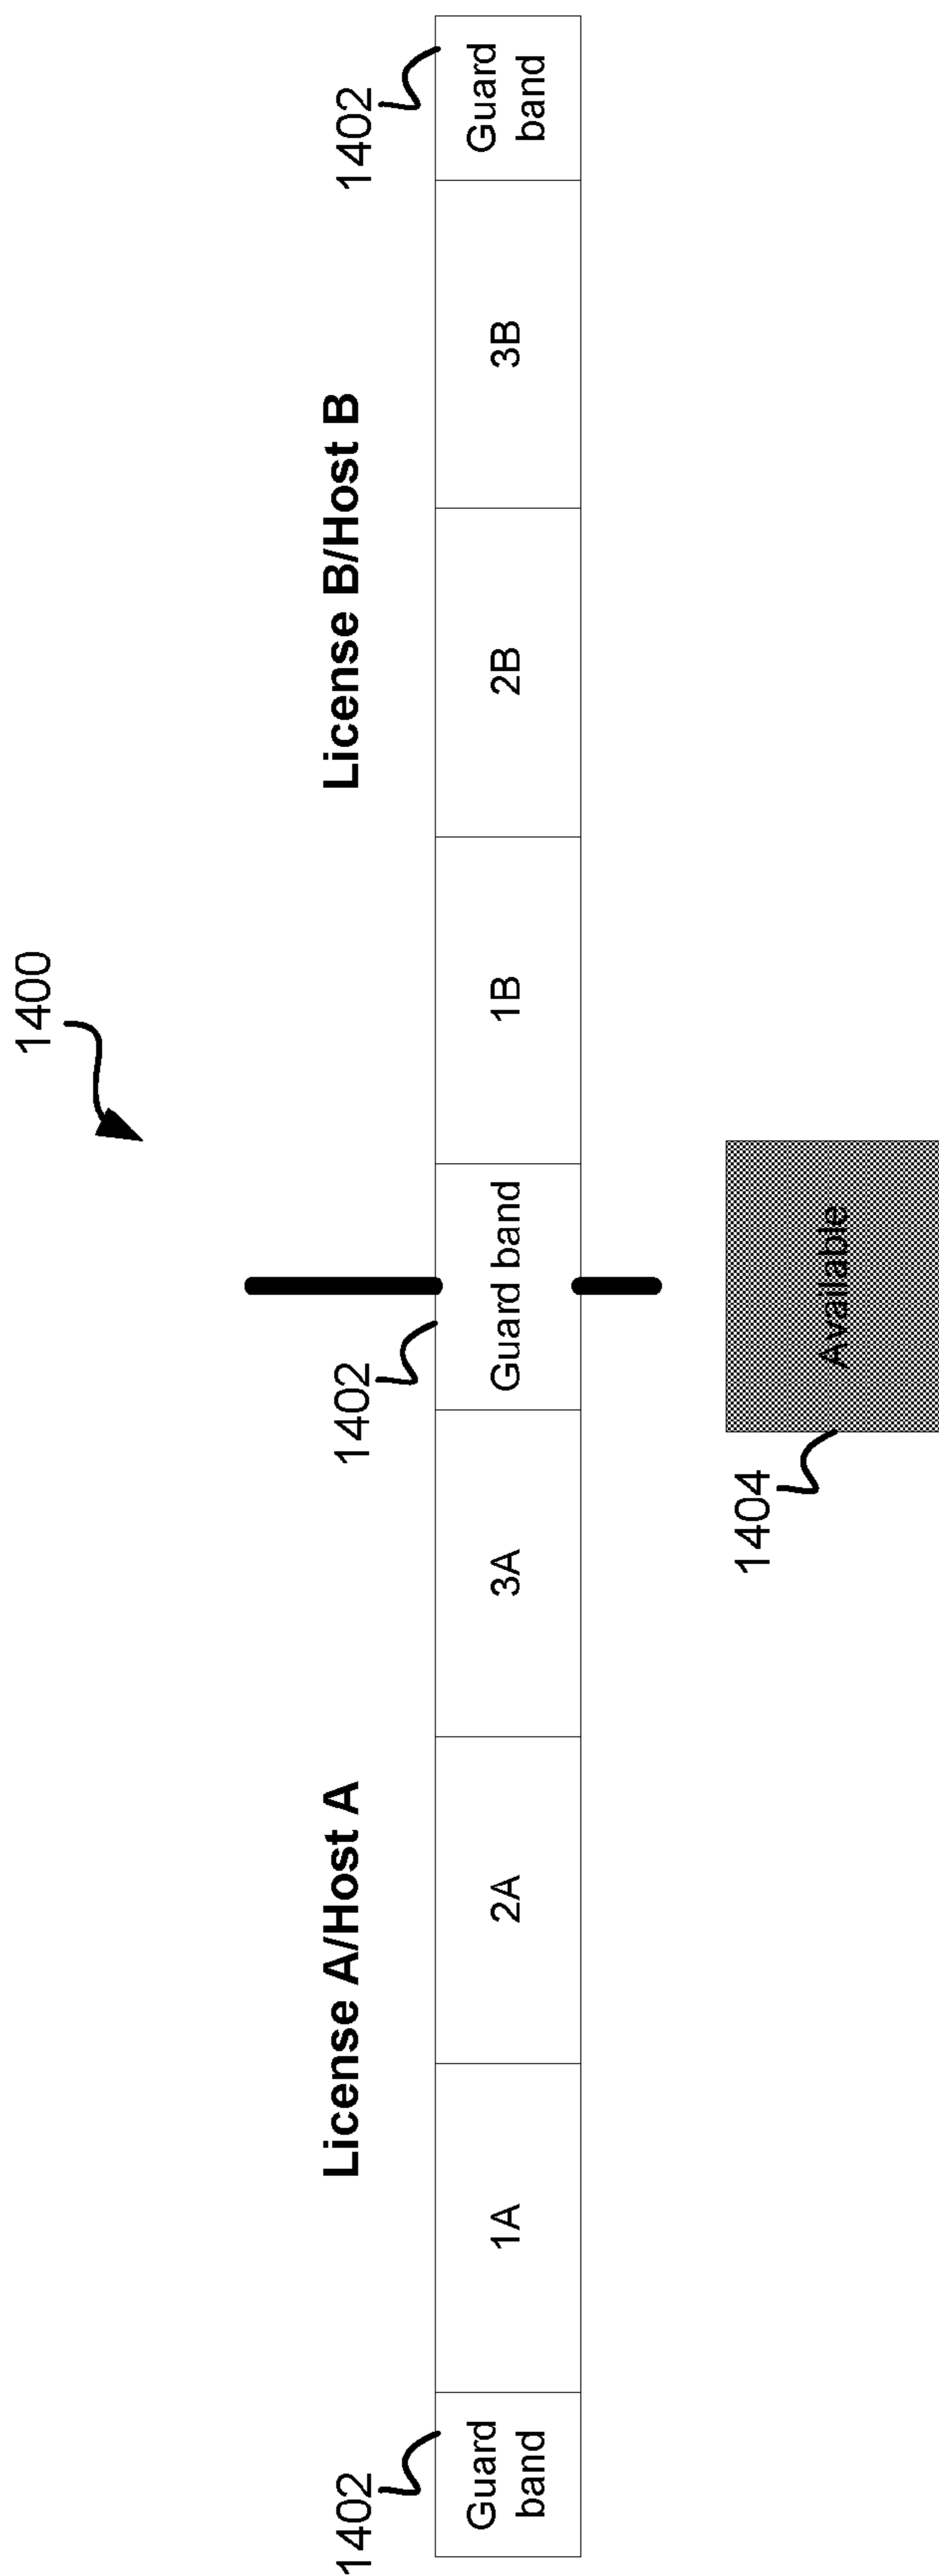 1400
License A/Host A
License B/Host B
1402
1402
1402
Guard
band
1A
2A
3A
Guard band
1B
2B
3B
Guard
band
1404
Available